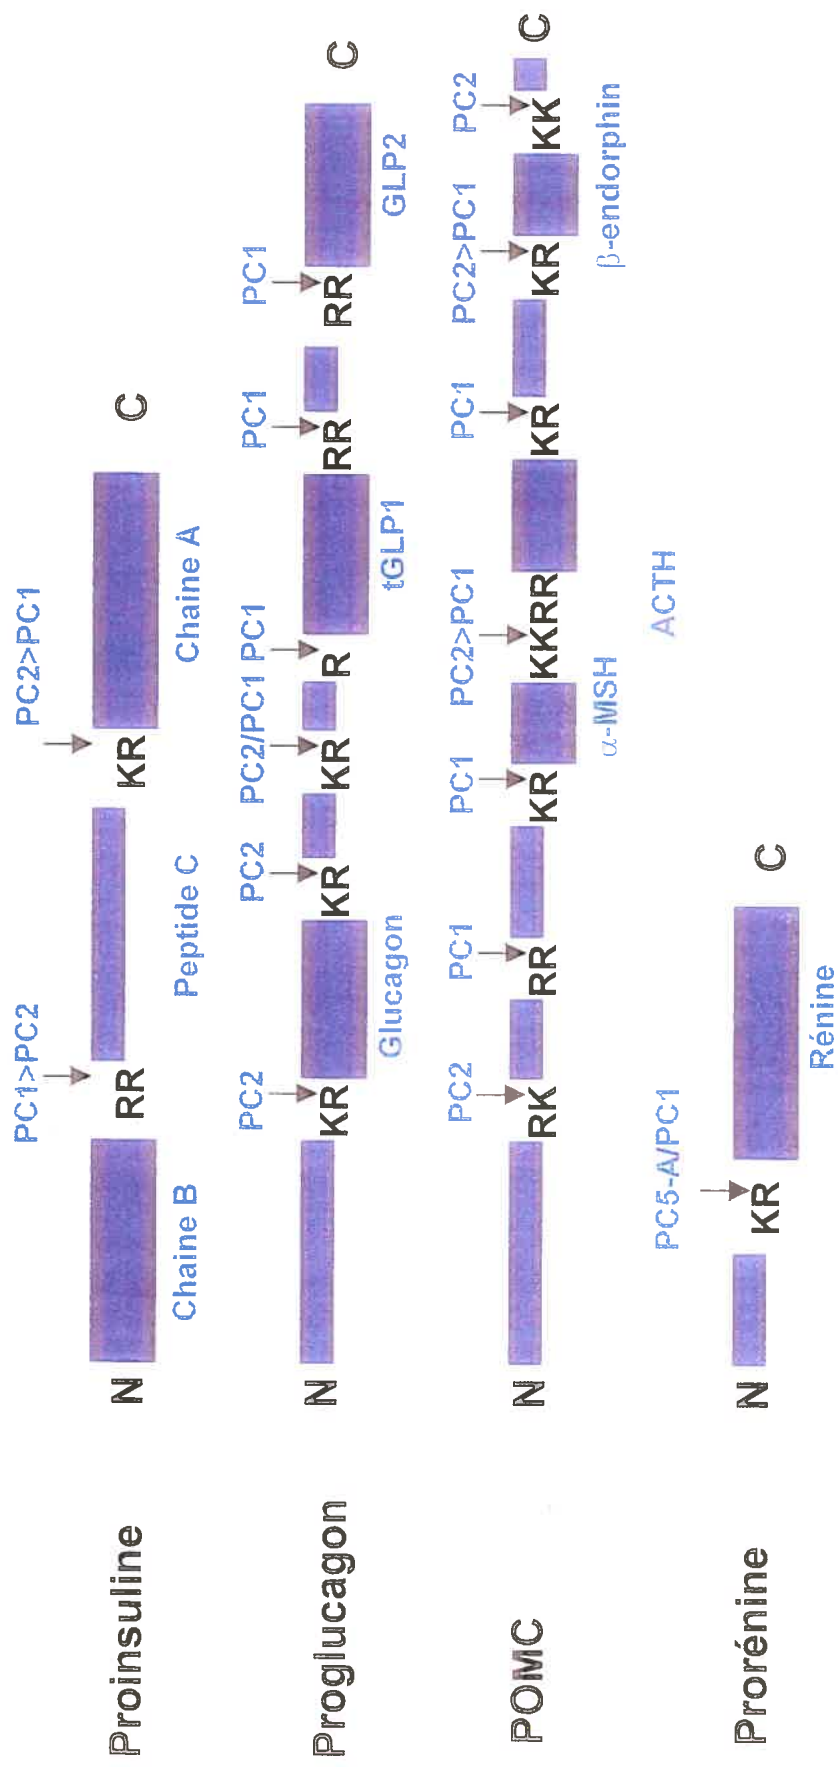 PC1>PC2 PC2>PC1
Proinsuline N RR KR C
Chaine B Peptide C Chaine A
PC2 PC2 PC2/PC1 PC1 PC1 PC1
Proglucagon N KR KR KR R RR RR C
Glucagon tGLP1 GLP2
PC2 PC1 PC1 PC2>PC1 PC1 PC2>PC1 PC2
POMC N RK RR KR KKRR KR KR KK C
α-MSH β-endorphin
ACTH
PC5-A/PC1
Prorénine N KR C
Rénine